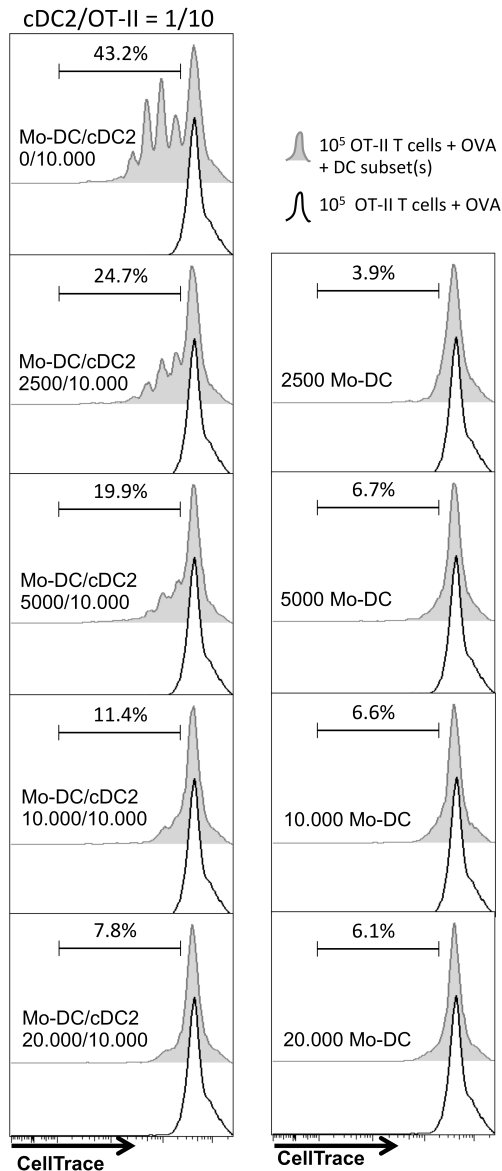 cDC2/OT-II = 1/10
43.2%
Mo-DC/cDC2
0/10.000
10⁵ OT-II T cells + OVA
+ DC subset(s)
10⁵ OT-II T cells + OVA
24.7%
Mo-DC/cDC2
2500/10.000
3.9%
2500 Mo-DC
19.9%
Mo-DC/cDC2
5000/10.000
6.7%
5000 Mo-DC
11.4%
Mo-DC/cDC2
10.000/10.000
6.6%
10.000 Mo-DC
7.8%
Mo-DC/cDC2
20.000/10.000
6.1%
20.000 Mo-DC
CellTrace
CellTrace